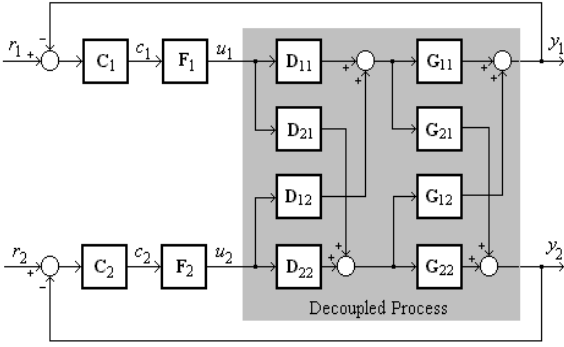 r1 + - C1 c1 F1 u1 D11 + + G11 + + y1
D21 G21
D12 G12
r2 + - C2 c2 F2 u2 D22 + + G22 + + y2
Decoupled Process